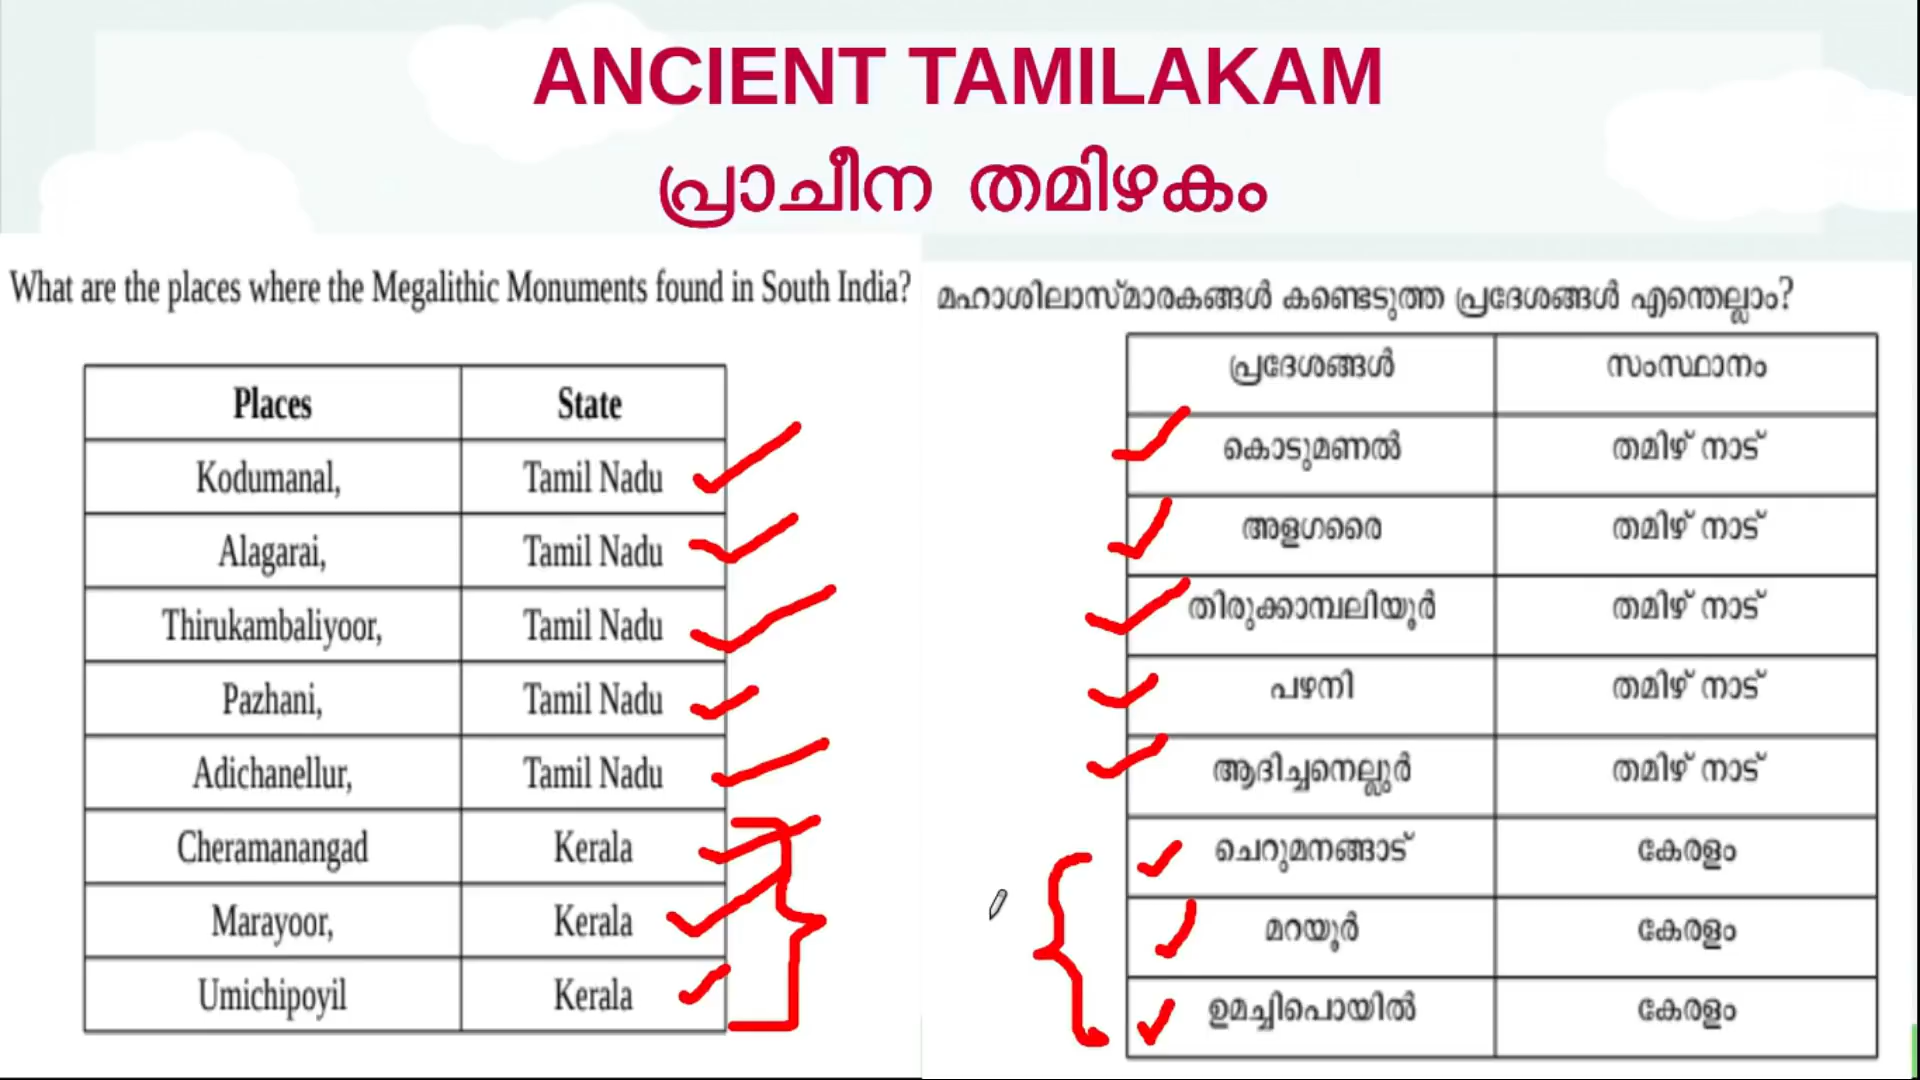 ANCIENT TAMILAKAM
പ്രാചീന തമിഴകം
What are the places where the Megalithic Monuments found in South India?
Places State
Kodumanal, Tamil Nadu
Alagarai, Tamil Nadu
Thirukambaliyoor, Tamil Nadu
Pazhani, Tamil Nadu
Adichanellur, Tamil Nadu
Cheramanangad Kerala
Marayoor, Kerala
Umichipoyil Kerala
മഹാശിലാസ്മാരകങ്ങൾ കണ്ടെടുത്ത പ്രദേശങ്ങൾ എന്തെല്ലാം?
പ്രദേശങ്ങൾ സംസ്ഥാനം
കൊടുമണൽ തമിഴ് നാട്
അളഗരൈ തമിഴ് നാട്
തിരുക്കാമ്പലിയൂർ തമിഴ് നാട്
പഴനി തമിഴ് നാട്
ആദിച്ചനെല്ലുർ തമിഴ് നാട്
ചെറുമനങ്ങാട് കേരളം
മറയൂർ കേരളം
ഉമച്ചിപൊയിൽ കേരളം